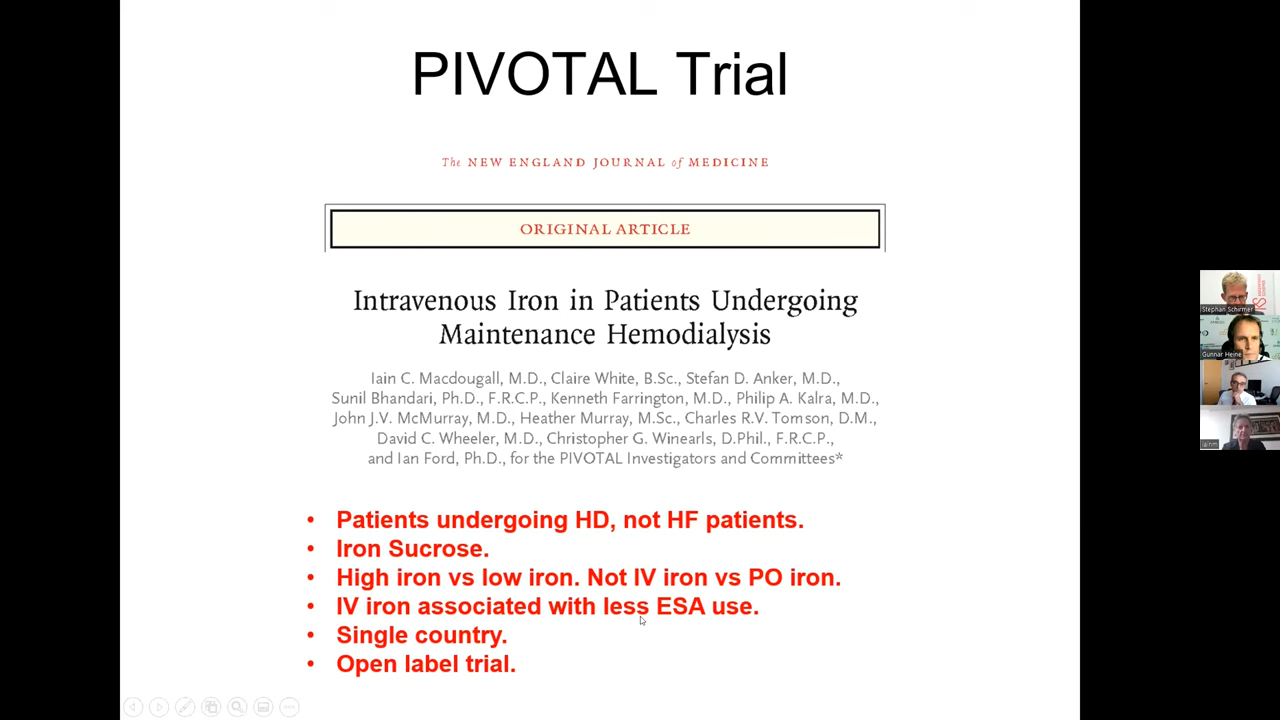 PIVOTAL Trial
The NEW ENGLAND JOURNAL of MEDICINE
ORIGINAL ARTICLE
Intravenous Iron in Patients Undergoing
Maintenance Hemodialysis
Iain C. Macdougall, M.D., Claire White, B.Sc., Stefan D. Anker, M.D.,
Sunil Bhandari, Ph.D., F.R.C.P., Kenneth Farrington, M.D., Philip A. Kalra, M.D.,
John J.V. McMurray, M.D., Heather Murray, M.Sc., Charles R.V. Tomson, D.M.,
David C. Wheeler, M.D., Christopher G. Winearls, D.Phil., F.R.C.P.,
and Ian Ford, Ph.D., for the PIVOTAL Investigators and Committees*
• Patients undergoing HD, not HF patients.
• Iron Sucrose.
• High iron vs low iron. Not IV iron vs PO iron.
• IV iron associated with less ESA use.
• Single country.
• Open label trial.
Stephan Schirmer
Gunnar Heine